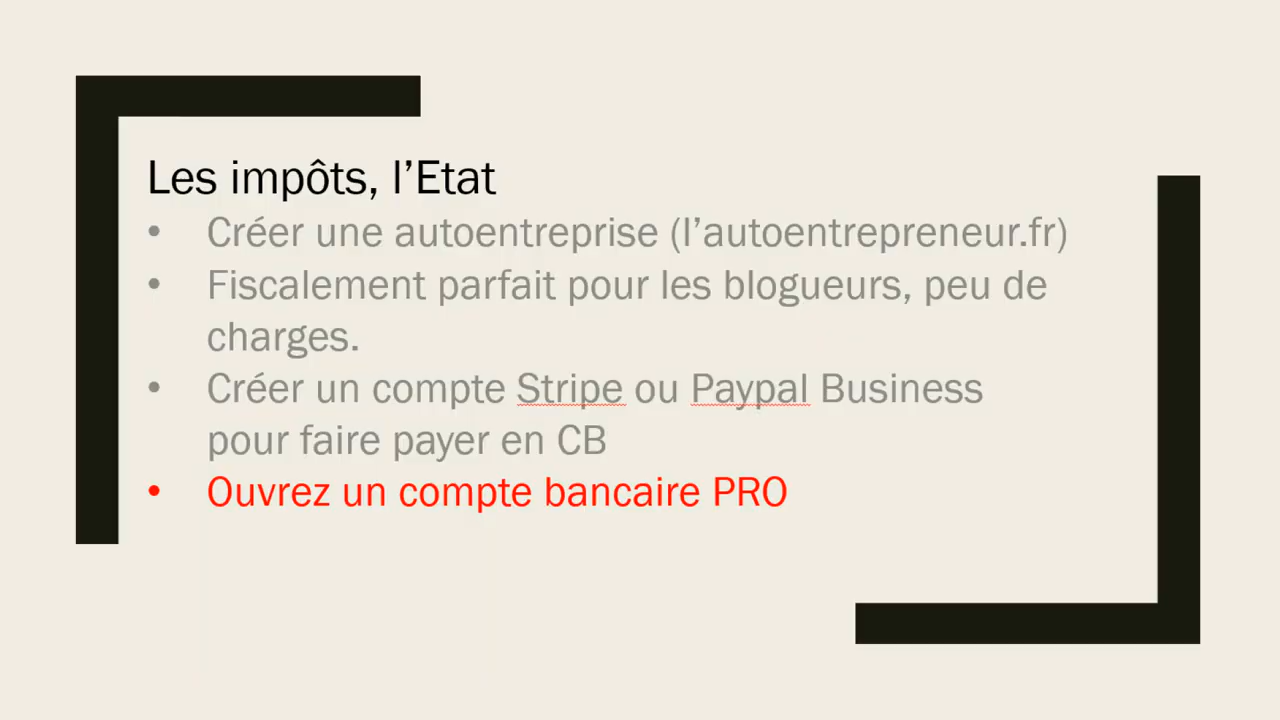 Les impôts, l’Etat
• Créer une autoentreprise (l’autoentrepreneur.fr)
• Fiscalement parfait pour les blogueurs, peu de
charges.
• Créer un compte Stripe ou Paypal Business
pour faire payer en CB
• Ouvrez un compte bancaire PRO